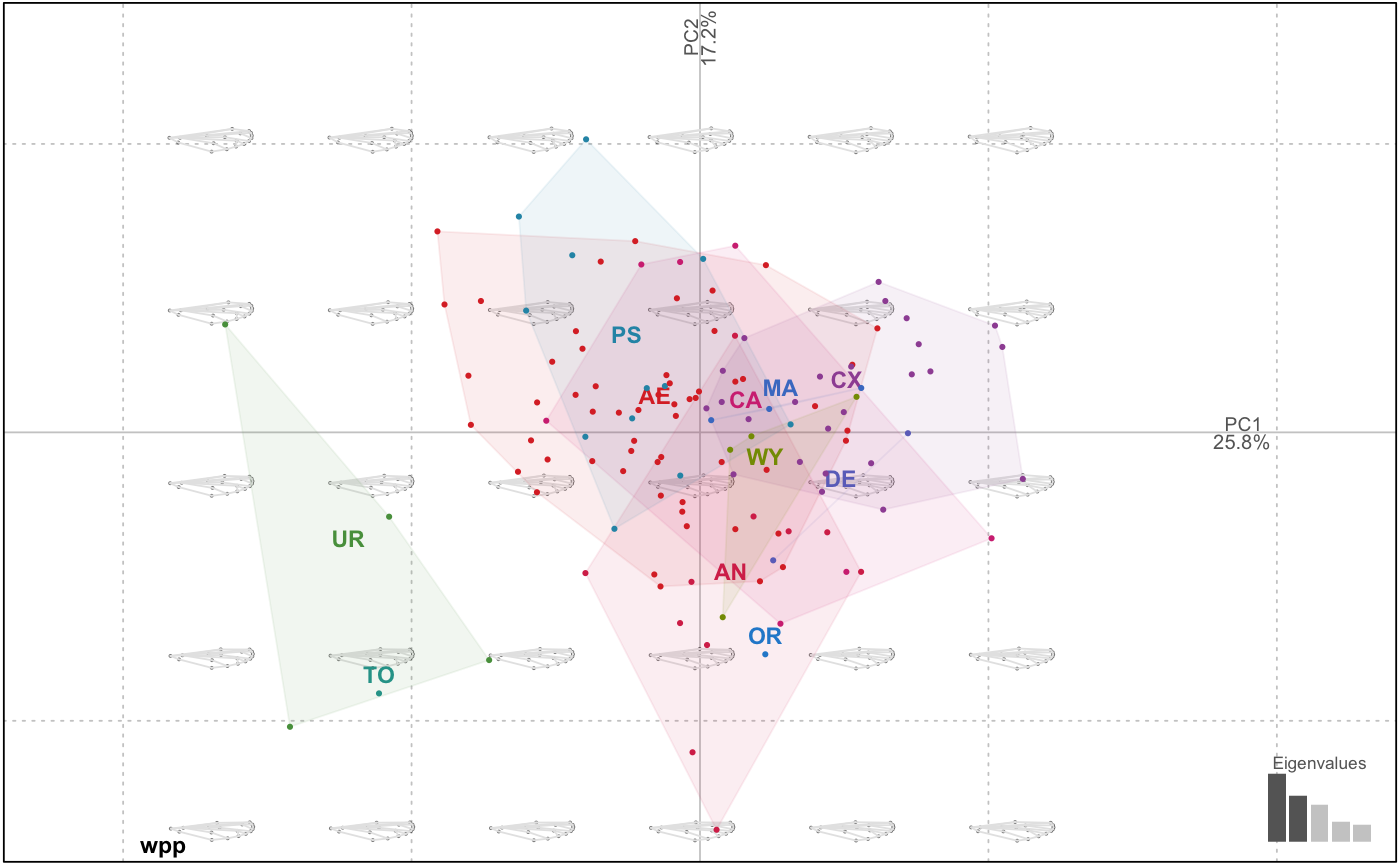 PC2
17.2%
PS
AE
MA
CX
CA
PC1
25.8%
WY
DE
UR
AN
OR
TO
Eigenvalues
wpp